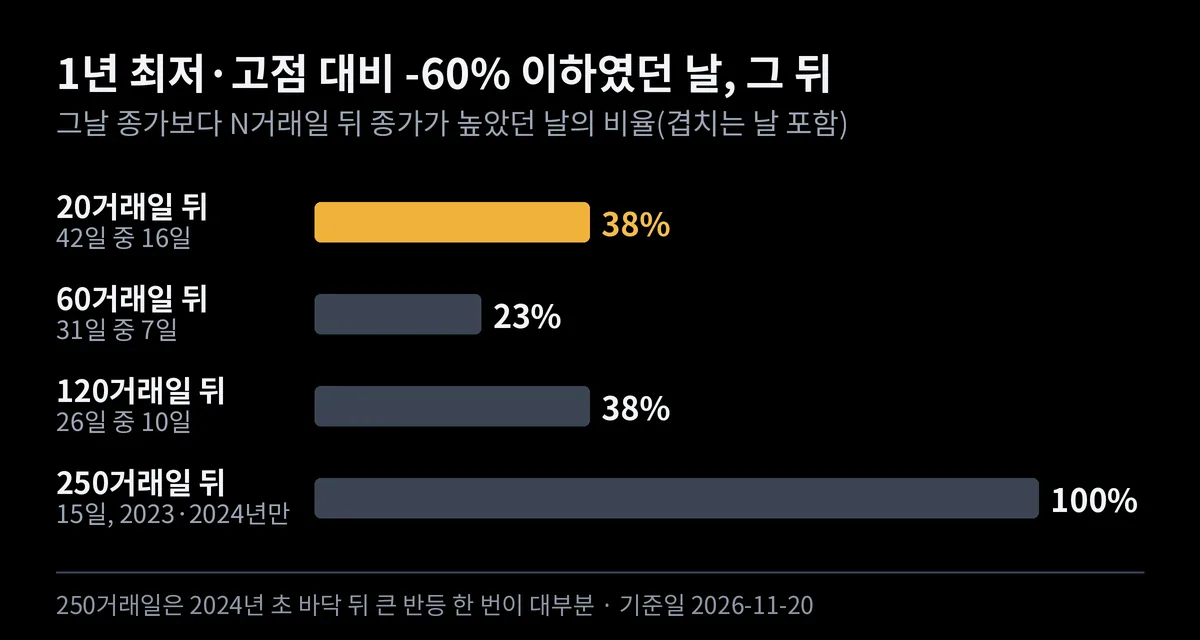 1년 최저·고점 대비 -60% 이하였던 날, 그 뒤
그날 종가보다 N거래일 뒤 종가가 높았던 날의 비율(겹치는 날 포함)
20거래일 뒤
42일 중 16일
38%
60거래일 뒤
31일 중 7일
23%
120거래일 뒤
26일 중 10일
38%
250거래일 뒤
15일, 2023·2024년만
100%
250거래일은 2024년 초 바닥 뒤 큰 반등 한 번이 대부분 · 기준일 2026-11-20